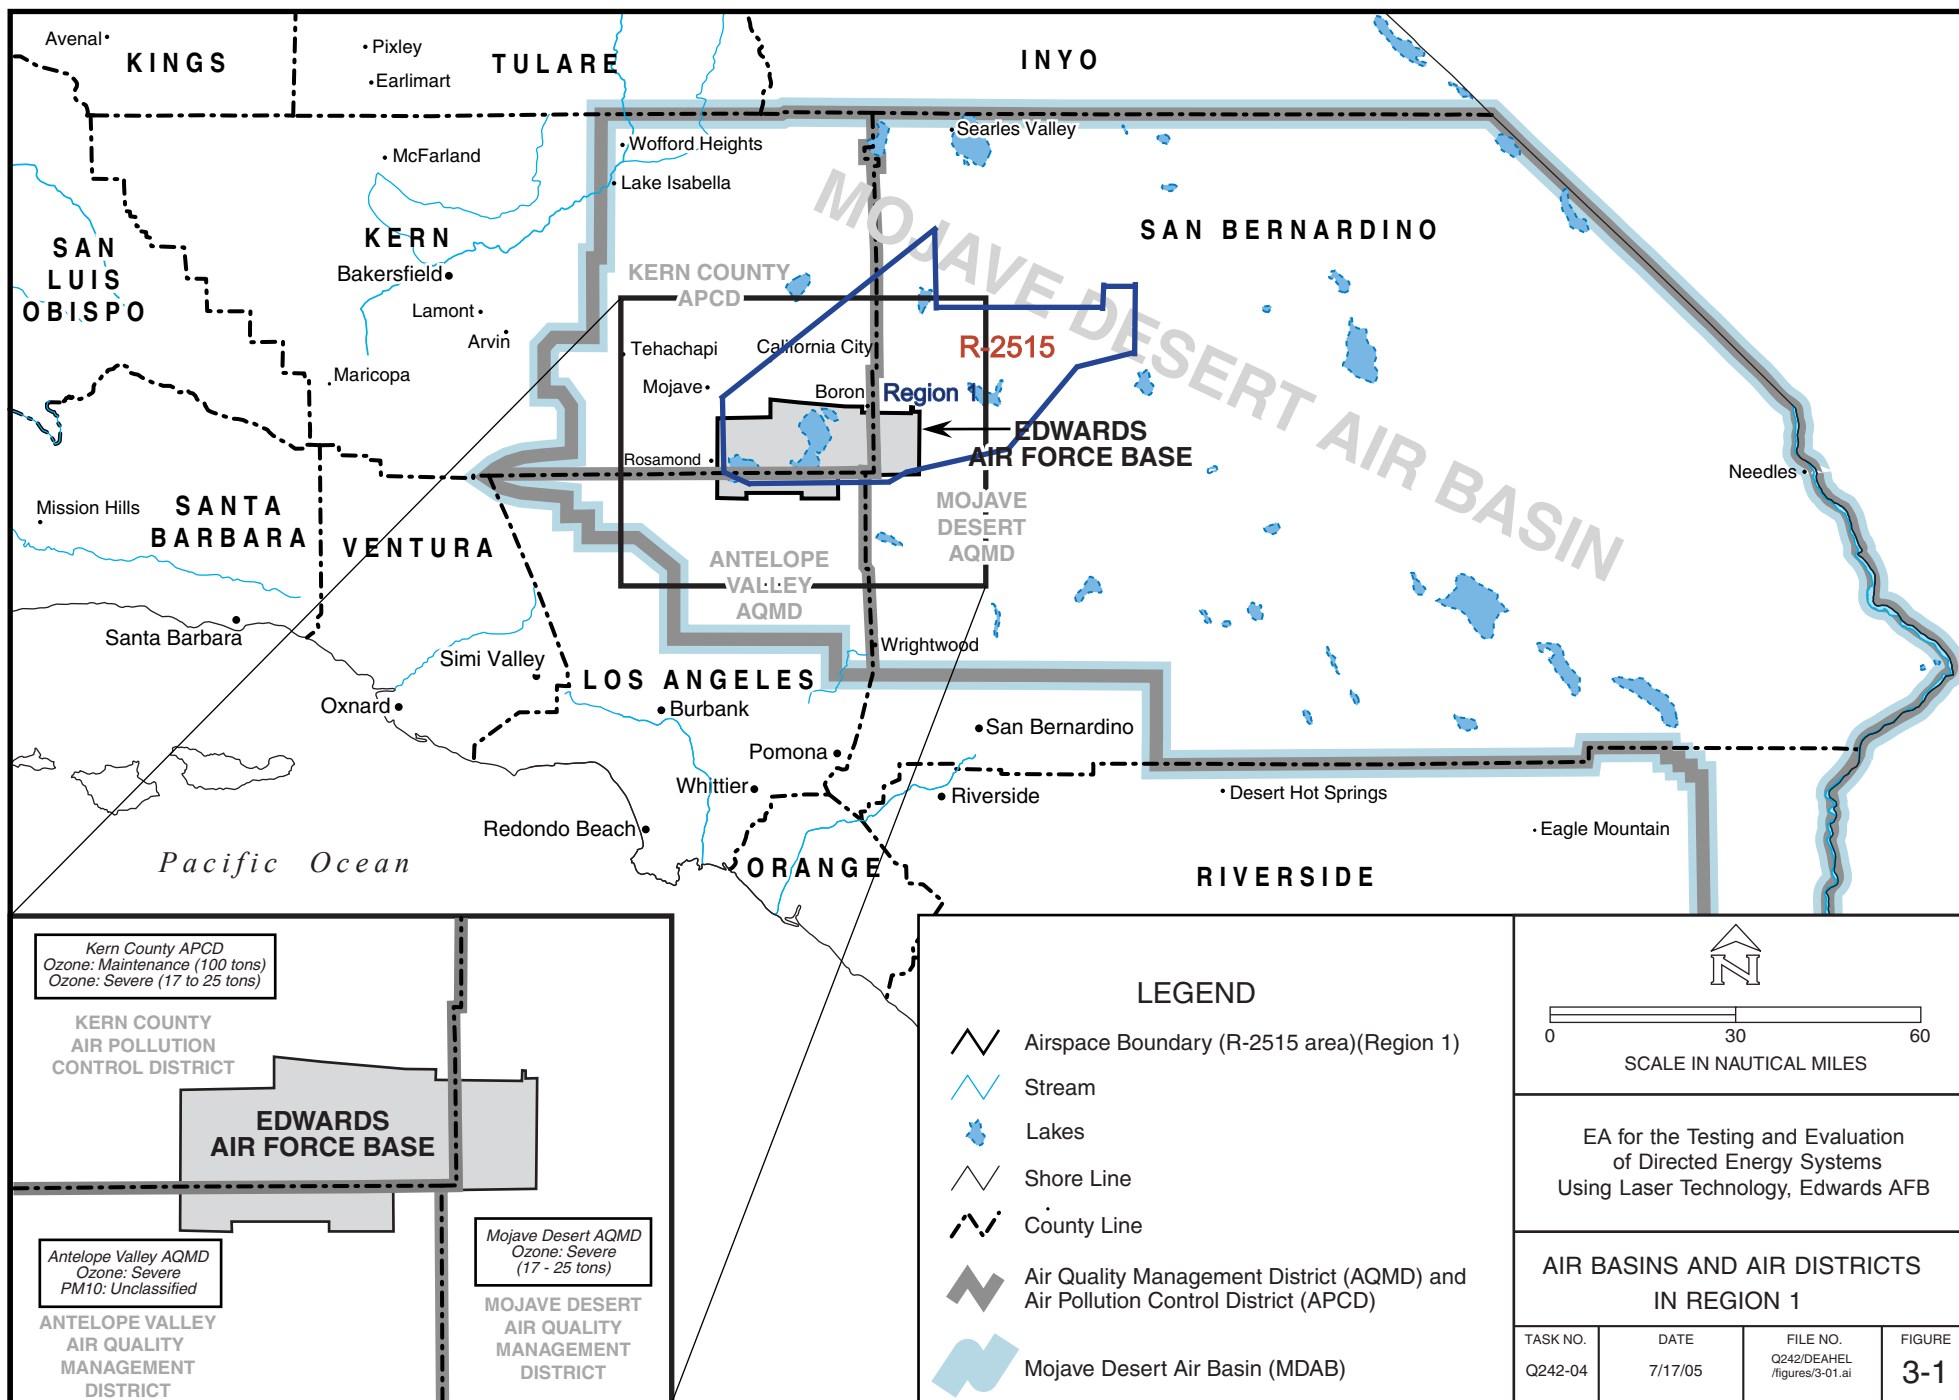 Avenal
KINGS
Pixley
Earlimart
TULARE
INYO
McFarland
Wofford Heights
Lake Isabella
Searles Valley
MOJAVE DESERT AIR BASIN
SAN BERNARDINO
SAN
LUIS
OBISPO
KERN
Bakersfield
Lamont
Arvin
Maricopa
KERN COUNTY
APCD
Tehachapi
California City
R-2515
Mojave
Boron
Region 1
EDWARDS
AIR FORCE BASE
Rosamond
Needles
Mission Hills
SANTA
BARBARA
VENTURA
MOJAVE
DESERT
AQMD
ANTELOPE
VALLEY
AQMD
Santa Barbara
Simi Valley
Wrightwood
LOS ANGELES
Oxnard
Burbank
San Bernardino
Pomona
Whittier
Riverside
Desert Hot Springs
Redondo Beach
Eagle Mountain
Pacific Ocean
ORANGE
RIVERSIDE
Kern County APCD
Ozone: Maintenance (100 tons)
Ozone: Severe (17 to 25 tons)
KERN COUNTY
AIR POLLUTION
CONTROL DISTRICT
EDWARDS
AIR FORCE BASE
Antelope Valley AQMD
Ozone: Severe
PM10: Unclassified
ANTELOPE VALLEY
AIR QUALITY
MANAGEMENT
DISTRICT
Mojave Desert AQMD
Ozone: Severe
(17 - 25 tons)
MOJAVE DESERT
AIR QUALITY
MANAGEMENT
DISTRICT
LEGEND
Airspace Boundary (R-2515 area)(Region 1)
Stream
Lakes
Shore Line
County Line
Air Quality Management District (AQMD) and
Air Pollution Control District (APCD)
Mojave Desert Air Basin (MDAB)
N
0 30 60
SCALE IN NAUTICAL MILES
EA for the Testing and Evaluation
of Directed Energy Systems
Using Laser Technology, Edwards AFB
AIR BASINS AND AIR DISTRICTS
IN REGION 1
TASK NO.
Q242-04
DATE
7/17/05
FILE NO.
Q242/DEAHEL
/figures/3-01.ai
FIGURE
3-1